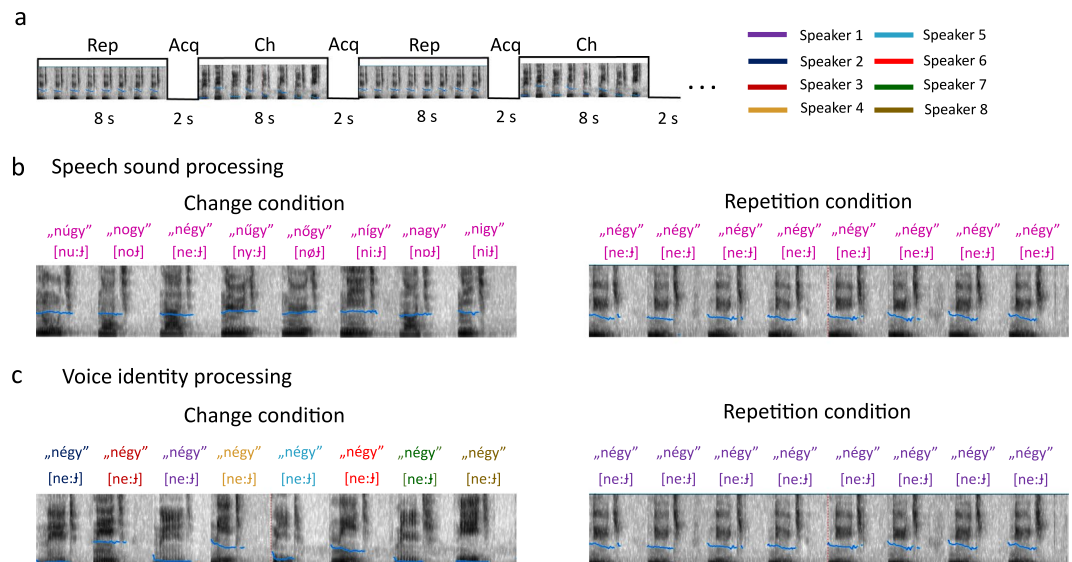 a
Rep Acq Ch Acq Rep Acq Ch
8 s 2 s 8 s 2 s 8 s 2 s 8 s 2 s
...
Speaker 1 Speaker 5
Speaker 2 Speaker 6
Speaker 3 Speaker 7
Speaker 4 Speaker 8
b Speech sound processing
Change condition
„núgy” „nogy” „négy” „nűgy” „nőgy” „nígy” „nagy” „nigy”
[nu:ɟ] [noɟ] [ne:ɟ] [ny:ɟ] [nøɟ] [ni:ɟ] [nɒɟ] [niɟ]
Repetition condition
„négy” „négy” „négy” „négy” „négy” „négy” „négy” „négy”
[ne:ɟ] [ne:ɟ] [ne:ɟ] [ne:ɟ] [ne:ɟ] [ne:ɟ] [ne:ɟ] [ne:ɟ]
c Voice identity processing
Change condition
„négy” „négy” „négy” „négy” „négy” „négy” „négy” „négy”
[ne:ɟ] [ne:ɟ] [ne:ɟ] [ne:ɟ] [ne:ɟ] [ne:ɟ] [ne:ɟ] [ne:ɟ]
Repetition condition
„négy” „négy” „négy” „négy” „négy” „négy” „négy” „négy”
[ne:ɟ] [ne:ɟ] [ne:ɟ] [ne:ɟ] [ne:ɟ] [ne:ɟ] [ne:ɟ] [ne:ɟ]